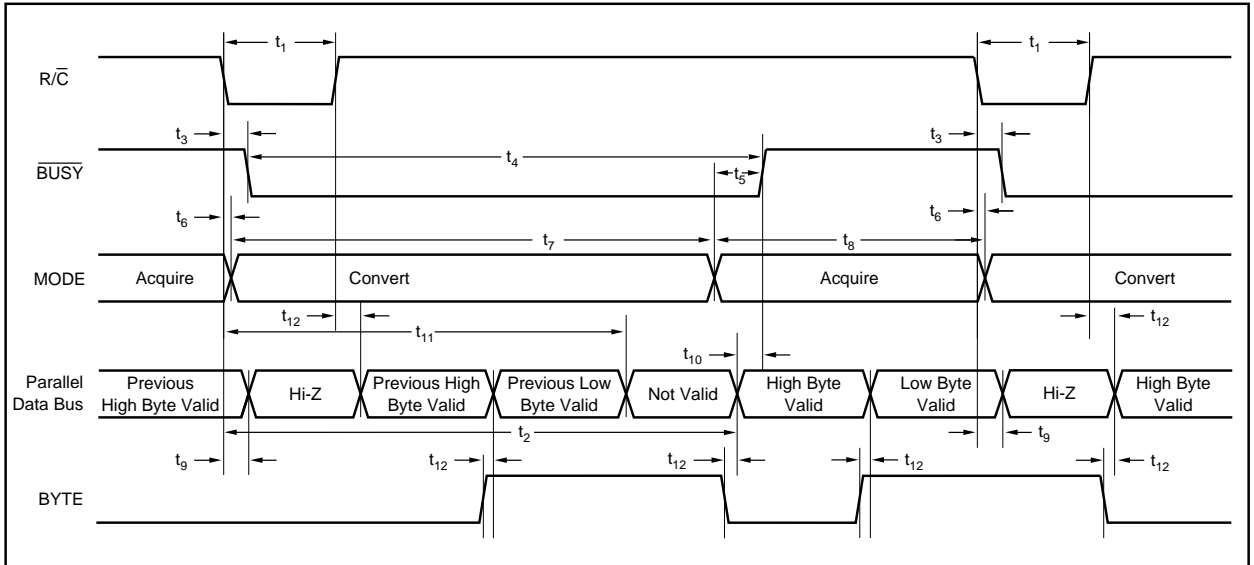 t₁ t₁
R/C̅
t₃ t₄ t₃
B̅U̅S̅Y̅ t₅
t₆ t₆
t₇ t₈
MODE Acquire Convert Acquire Convert
t₁₂ t₁₁ t₁₂
t₁₀
Parallel Data Bus
Previous High Byte Valid
Hi-Z
Previous High Byte Valid
Previous Low Byte Valid
Not Valid
High Byte Valid
Low Byte Valid
Hi-Z
High Byte Valid
t₂
t₉ t₁₂ t₁₂ t₁₂ t₉ t₁₂
BYTE